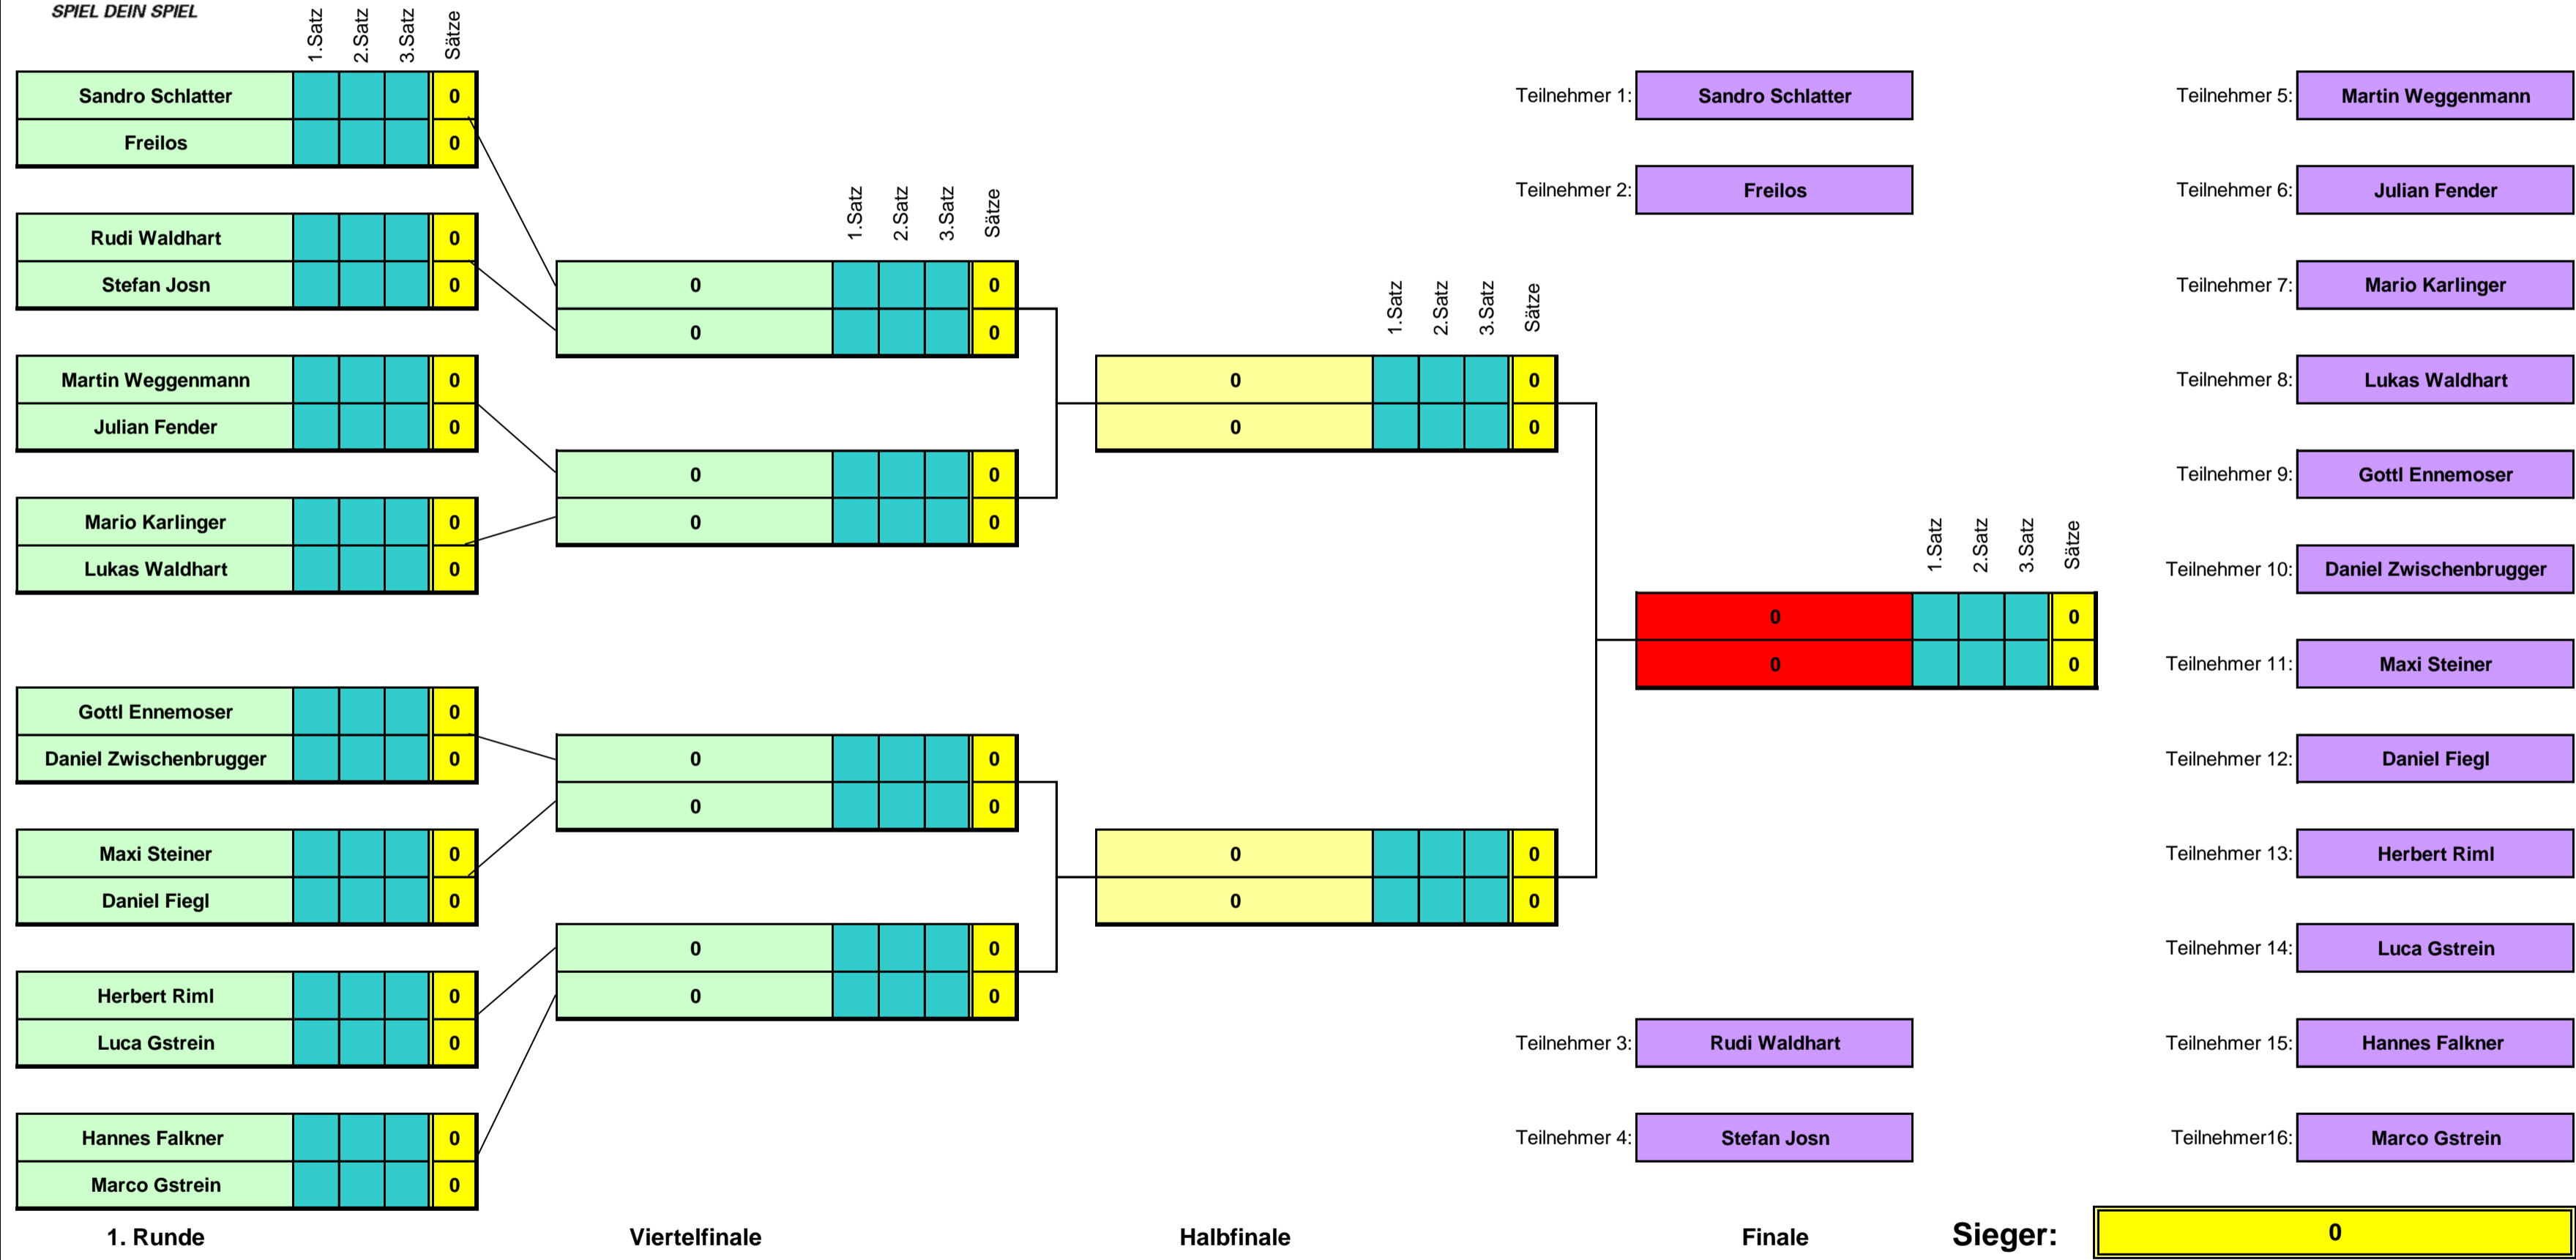 SPIEL DEIN SPIEL
1.Satz 2.Satz 3.Satz Sätze
Sandro Schlatter 0
Freilos 0
Rudi Waldhart 0
Stefan Josn 0
Martin Weggenmann 0
Julian Fender 0
Mario Karlinger 0
Lukas Waldhart 0
Gottl Ennemoser 0
Daniel Zwischenbrugger 0
Maxi Steiner 0
Daniel Fiegl 0
Herbert Riml 0
Luca Gstrein 0
Hannes Falkner 0
Marco Gstrein 0
1. Runde
1.Satz 2.Satz 3.Satz Sätze
0 0
0 0
0 0
0 0
0 0
0 0
0 0
0 0
Viertelfinale
1.Satz 2.Satz 3.Satz Sätze
0 0
0 0
0 0
0 0
Halbfinale
Teilnehmer 1: Sandro Schlatter
Teilnehmer 2: Freilos
1.Satz 2.Satz 3.Satz Sätze
0 0
0 0
Teilnehmer 3: Rudi Waldhart
Teilnehmer 4: Stefan Josn
Finale
Teilnehmer 5: Martin Weggenmann
Teilnehmer 6: Julian Fender
Teilnehmer 7: Mario Karlinger
Teilnehmer 8: Lukas Waldhart
Teilnehmer 9: Gottl Ennemoser
Teilnehmer 10: Daniel Zwischenbrugger
Teilnehmer 11: Maxi Steiner
Teilnehmer 12: Daniel Fiegl
Teilnehmer 13: Herbert Riml
Teilnehmer 14: Luca Gstrein
Teilnehmer 15: Hannes Falkner
Teilnehmer16: Marco Gstrein
Sieger: 0